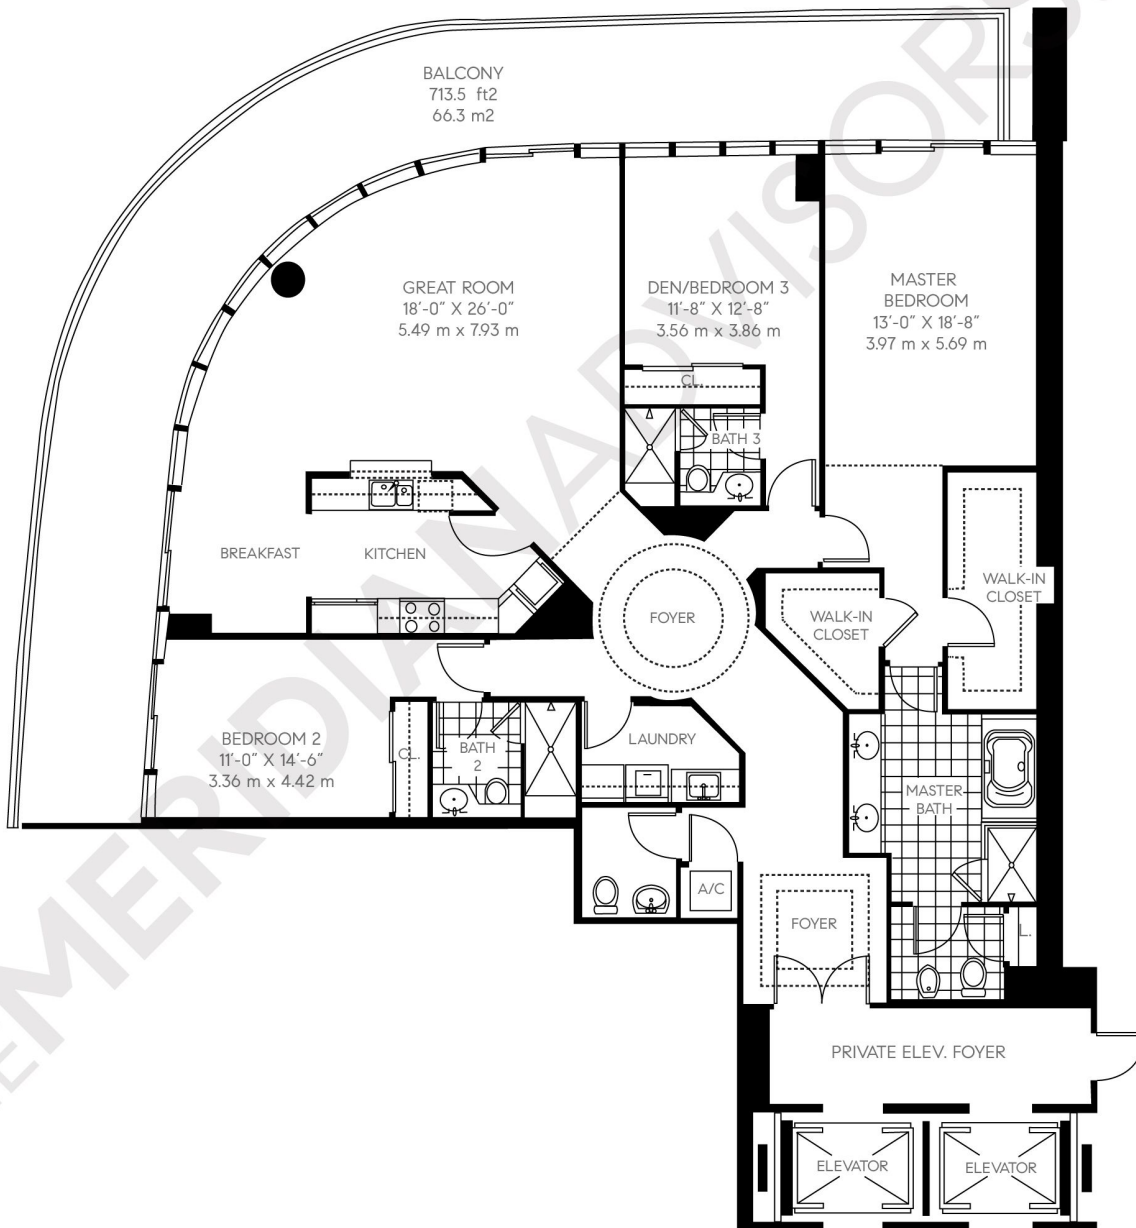 BALCONY
713.5 ft2
66.3 m2
GREAT ROOM
18'-0" X 26'-0"
5.49 m x 7.93 m
DEN/BEDROOM 3
11'-8" X 12'-8"
3.56 m x 3.86 m
MASTER
BEDROOM
13'-0" X 18'-8"
3.97 m x 5.69 m
CL.
BATH 3
BREAKFAST
KITCHEN
FOYER
WALK-IN
CLOSET
WALK-IN
CLOSET
BEDROOM 2
11'-0" X 14'-6"
3.36 m x 4.42 m
CL.
BATH
2
LAUNDRY
MASTER
BATH
A/C
FOYER
L.
PRIVATE ELEV. FOYER
ELEVATOR
ELEVATOR
MERIDIANADVISORS